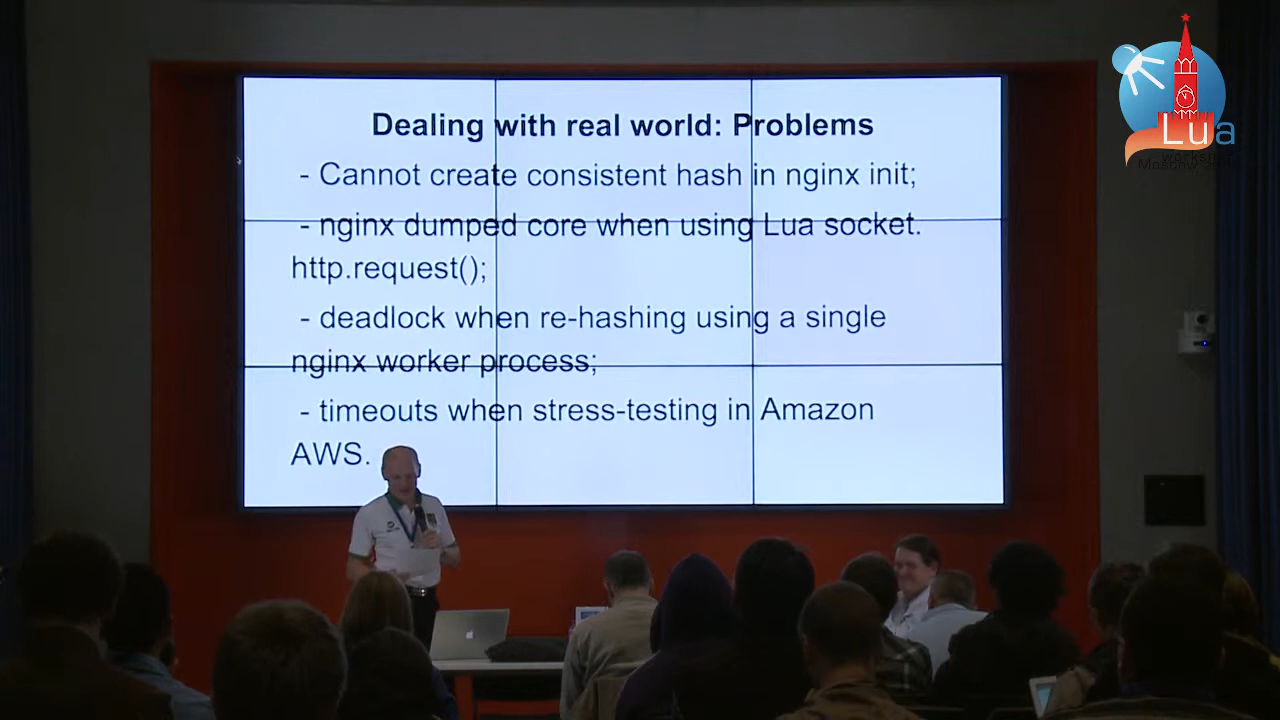 Dealing with real world: Problems
- Cannot create consistent hash in nginx init;
- nginx dumped core when using Lua socket.
http.request();
- deadlock when re-hashing using a single
nginx worker process;
- timeouts when stress-testing in Amazon
AWS.
Lua